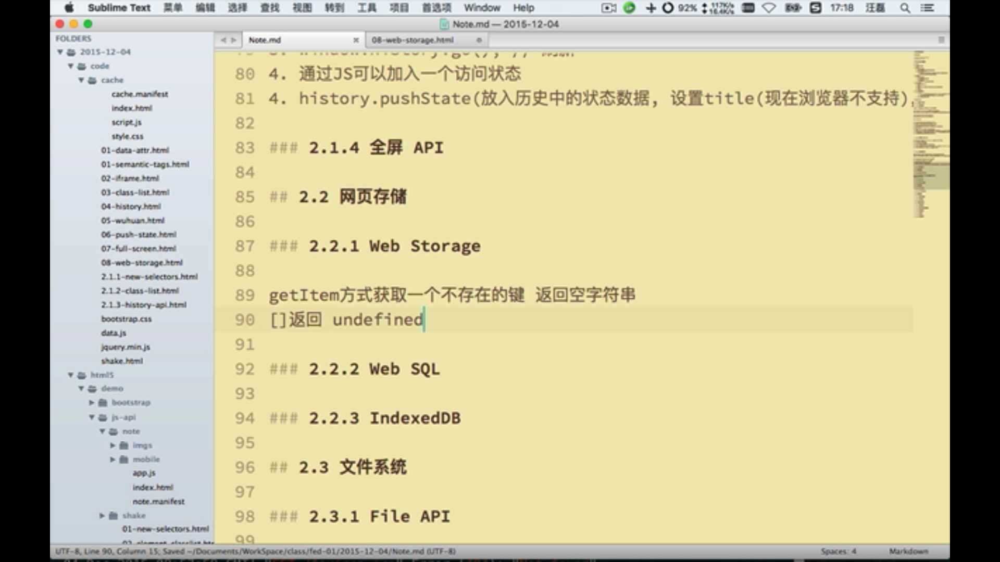 Sublime Text 菜单 编辑 选择 查找 视图 转到 工具 项目 首选项 Window Help 92% 17:18 汪磊
Note.md — 2015-12-04
FOLDERS
2015-12-04
code
cache
cache.manifest
index.html
script.js
style.css
01-data-attr.html
01-semantic-tags.html
02-iframe.html
03-class-list.html
04-history.html
05-wuhuan.html
06-push-state.html
07-full-screen.html
08-web-storage.html
2.1.1-new-selectors.html
2.1.2-class-list.html
2.1.3-history-api.html
bootstrap.css
data.js
jquery.min.js
shake.html
html5
demo
bootstrap
js-api
note
imgs
mobile
app.js
index.html
note.manifest
shake
01-new-selectors.html
Note.md 08-web-storage.html
80 4. 通过JS可以加入一个访问状态
81 4. history.pushState(放入历史中的状态数据, 设置title(现在浏览器不支持),
82
83 ### 2.1.4 全屏 API
84
85 ## 2.2 网页存储
86
87 ### 2.2.1 Web Storage
88
89 getItem方式获取一个不存在的键 返回空字符串
90 []返回 undefined
91
92 ### 2.2.2 Web SQL
93
94 ### 2.2.3 IndexedDB
95
96 ## 2.3 文件系统
97
98 ### 2.3.1 File API
99
UTF-8, Line 90, Column 15; Saved ~/Documents/WorkSpace/class/fed-01/2015-12-04/Note.md (UTF-8) Spaces: 4 Markdown